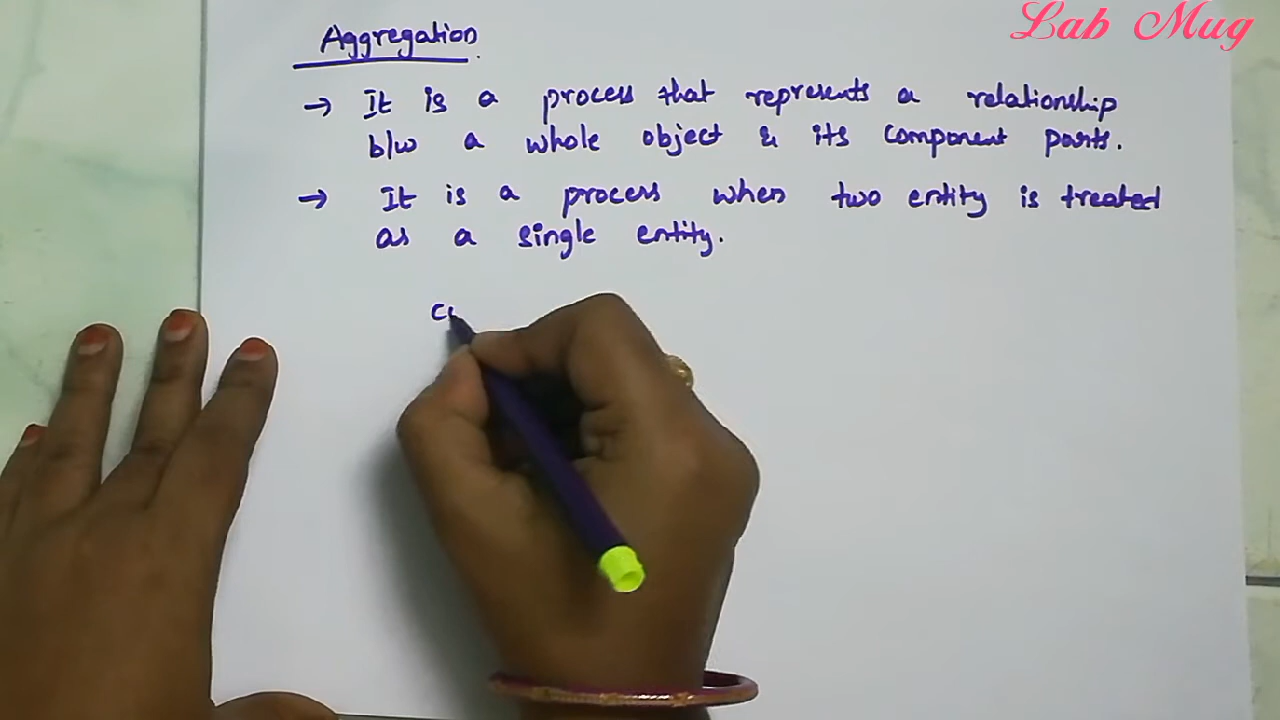 Lab Mug
Aggregation
→ It is a process that represents a relationship
b/w a whole object & its component parts.
→ It is a process when two entity is treated
as a single entity.